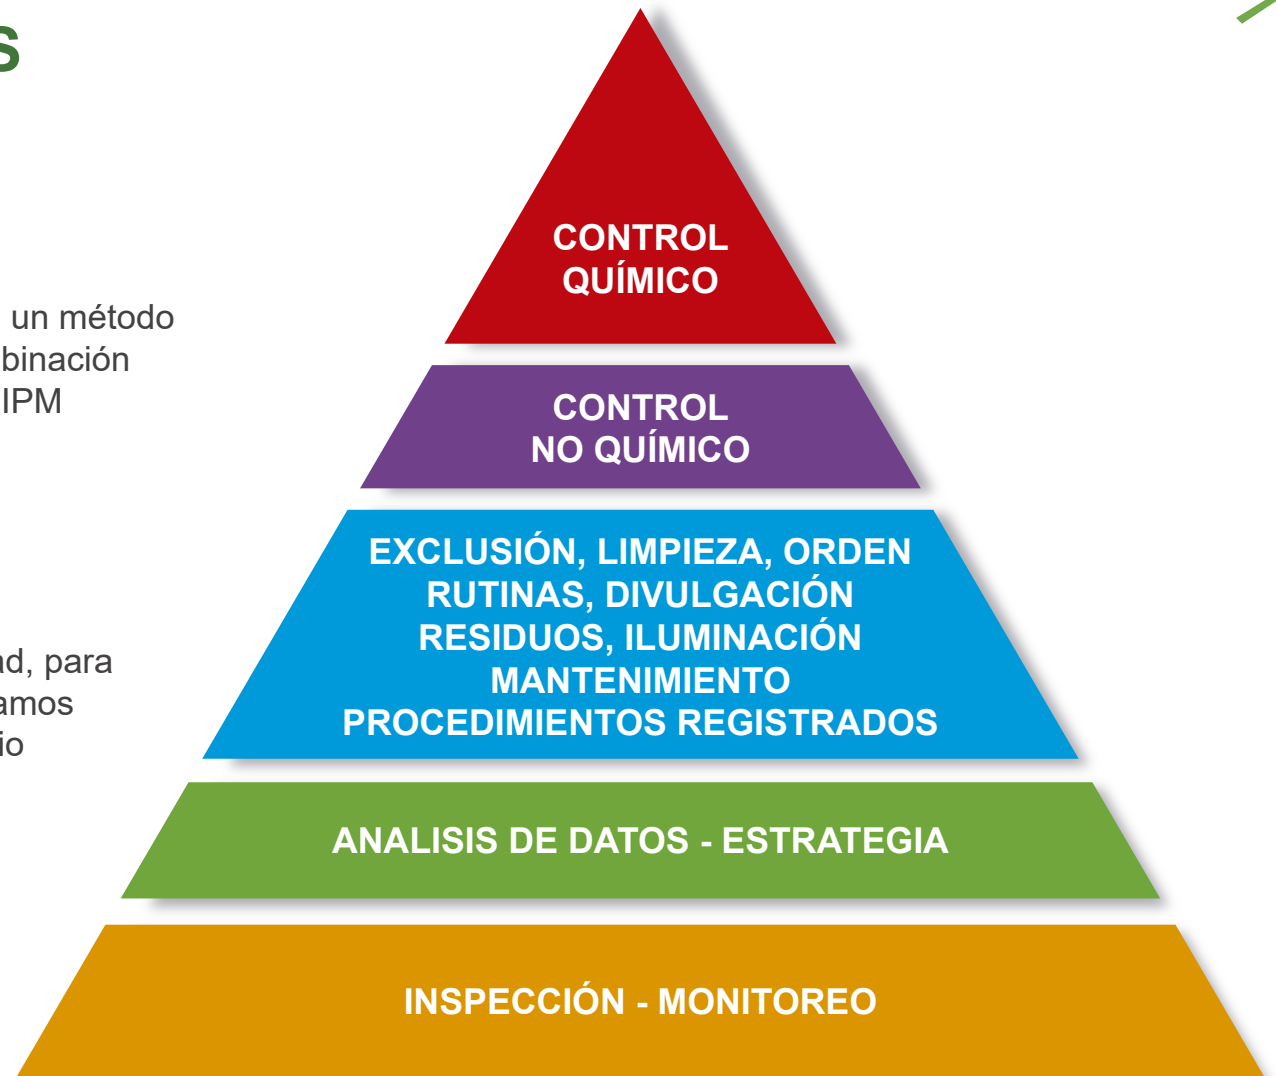 s
CONTROL
QUÍMICO
un método
binación
IPM
CONTROL
NO QUÍMICO
EXCLUSIÓN, LIMPIEZA, ORDEN
RUTINAS, DIVULGACIÓN
RESIDUOS, ILUMINACIÓN
MANTENIMIENTO
PROCEDIMIENTOS REGISTRADOS
ad, para
amos
io
ANALISIS DE DATOS - ESTRATEGIA
INSPECCIÓN - MONITOREO